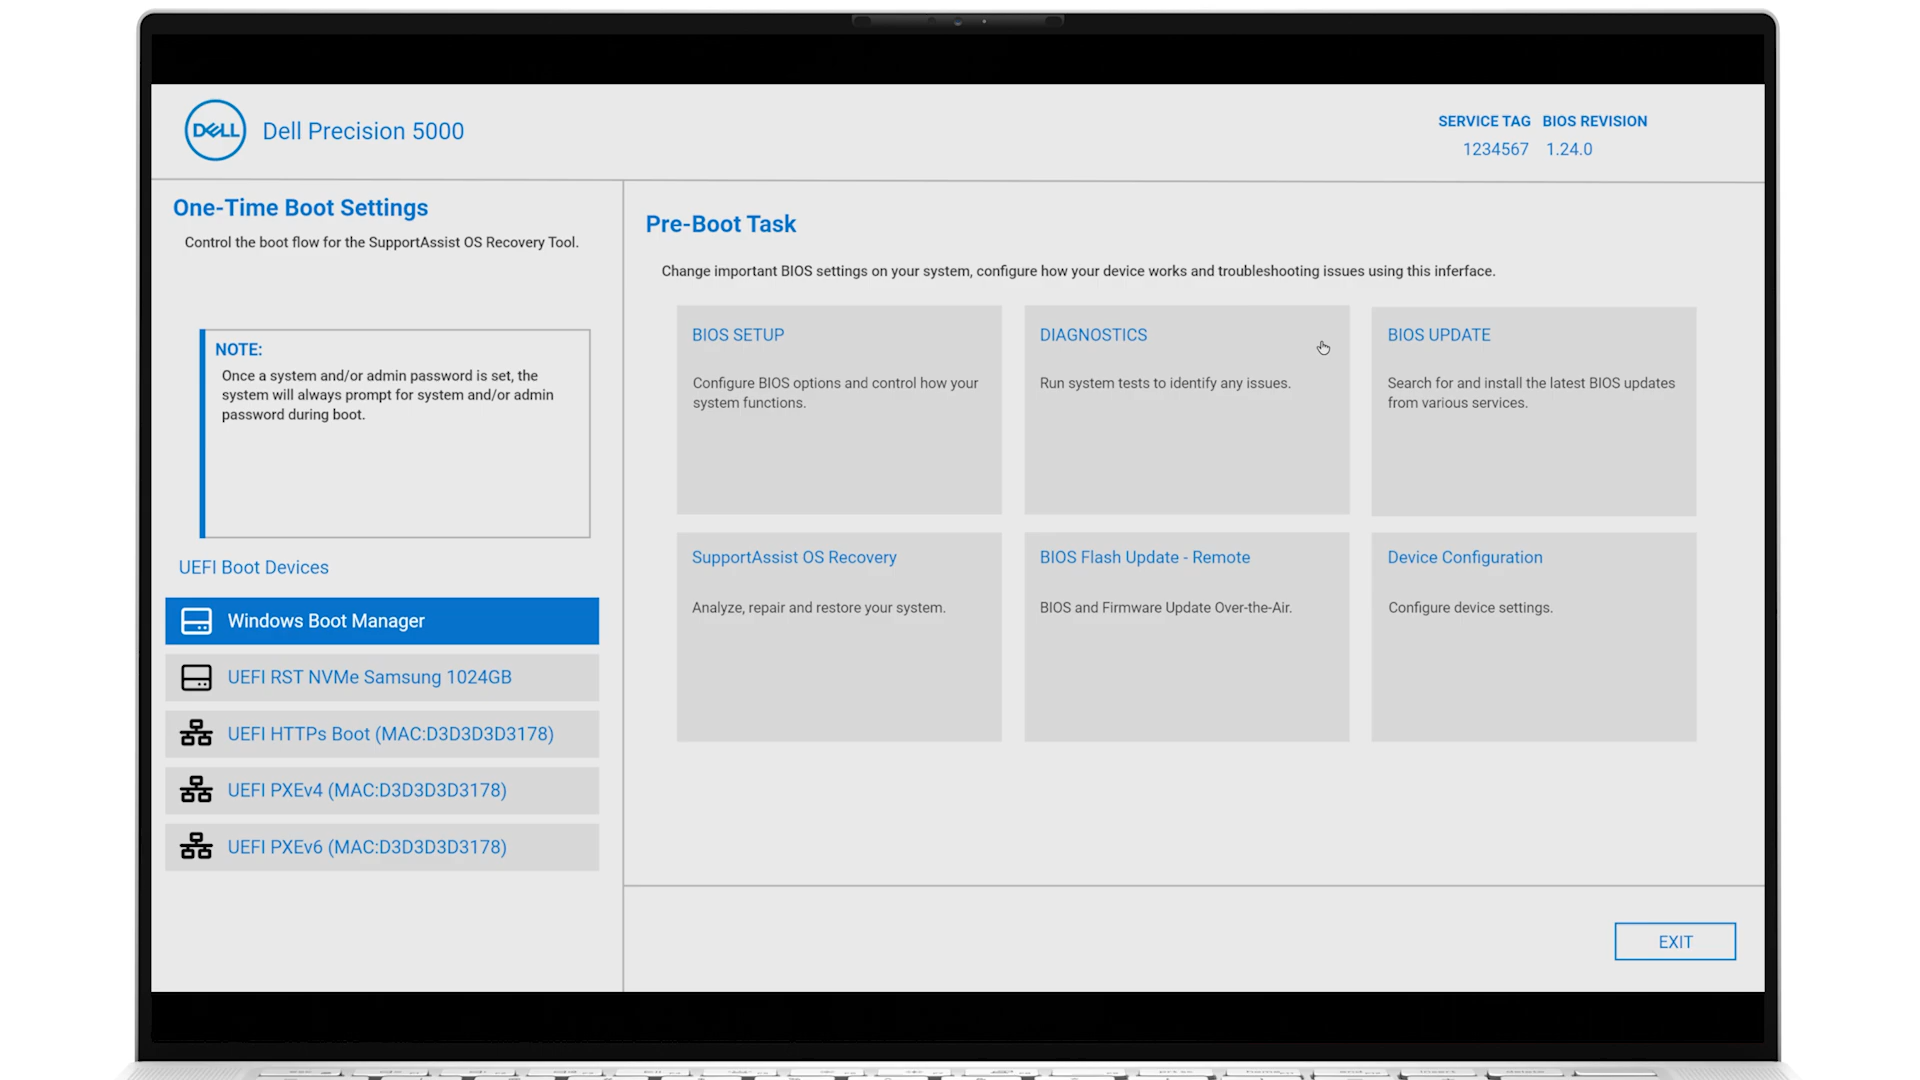 DELL
Dell Precision 5000
SERVICE TAG BIOS REVISION
1234567 1.24.0
One-Time Boot Settings
Control the boot flow for the SupportAssist OS Recovery Tool.
NOTE:
Once a system and/or admin password is set, the
system will always prompt for system and/or admin
password during boot.
UEFI Boot Devices
Windows Boot Manager
UEFI RST NVMe Samsung 1024GB
UEFI HTTPs Boot (MAC:D3D3D3D3178)
UEFI PXEv4 (MAC:D3D3D3D3178)
UEFI PXEv6 (MAC:D3D3D3D3178)
Pre-Boot Task
Change important BIOS settings on your system, configure how your device works and troubleshooting issues using this inferface.
BIOS SETUP
Configure BIOS options and control how your
system functions.
DIAGNOSTICS
Run system tests to identify any issues.
BIOS UPDATE
Search for and install the latest BIOS updates
from various services.
SupportAssist OS Recovery
Analyze, repair and restore your system.
BIOS Flash Update - Remote
BIOS and Firmware Update Over-the-Air.
Device Configuration
Configure device settings.
EXIT